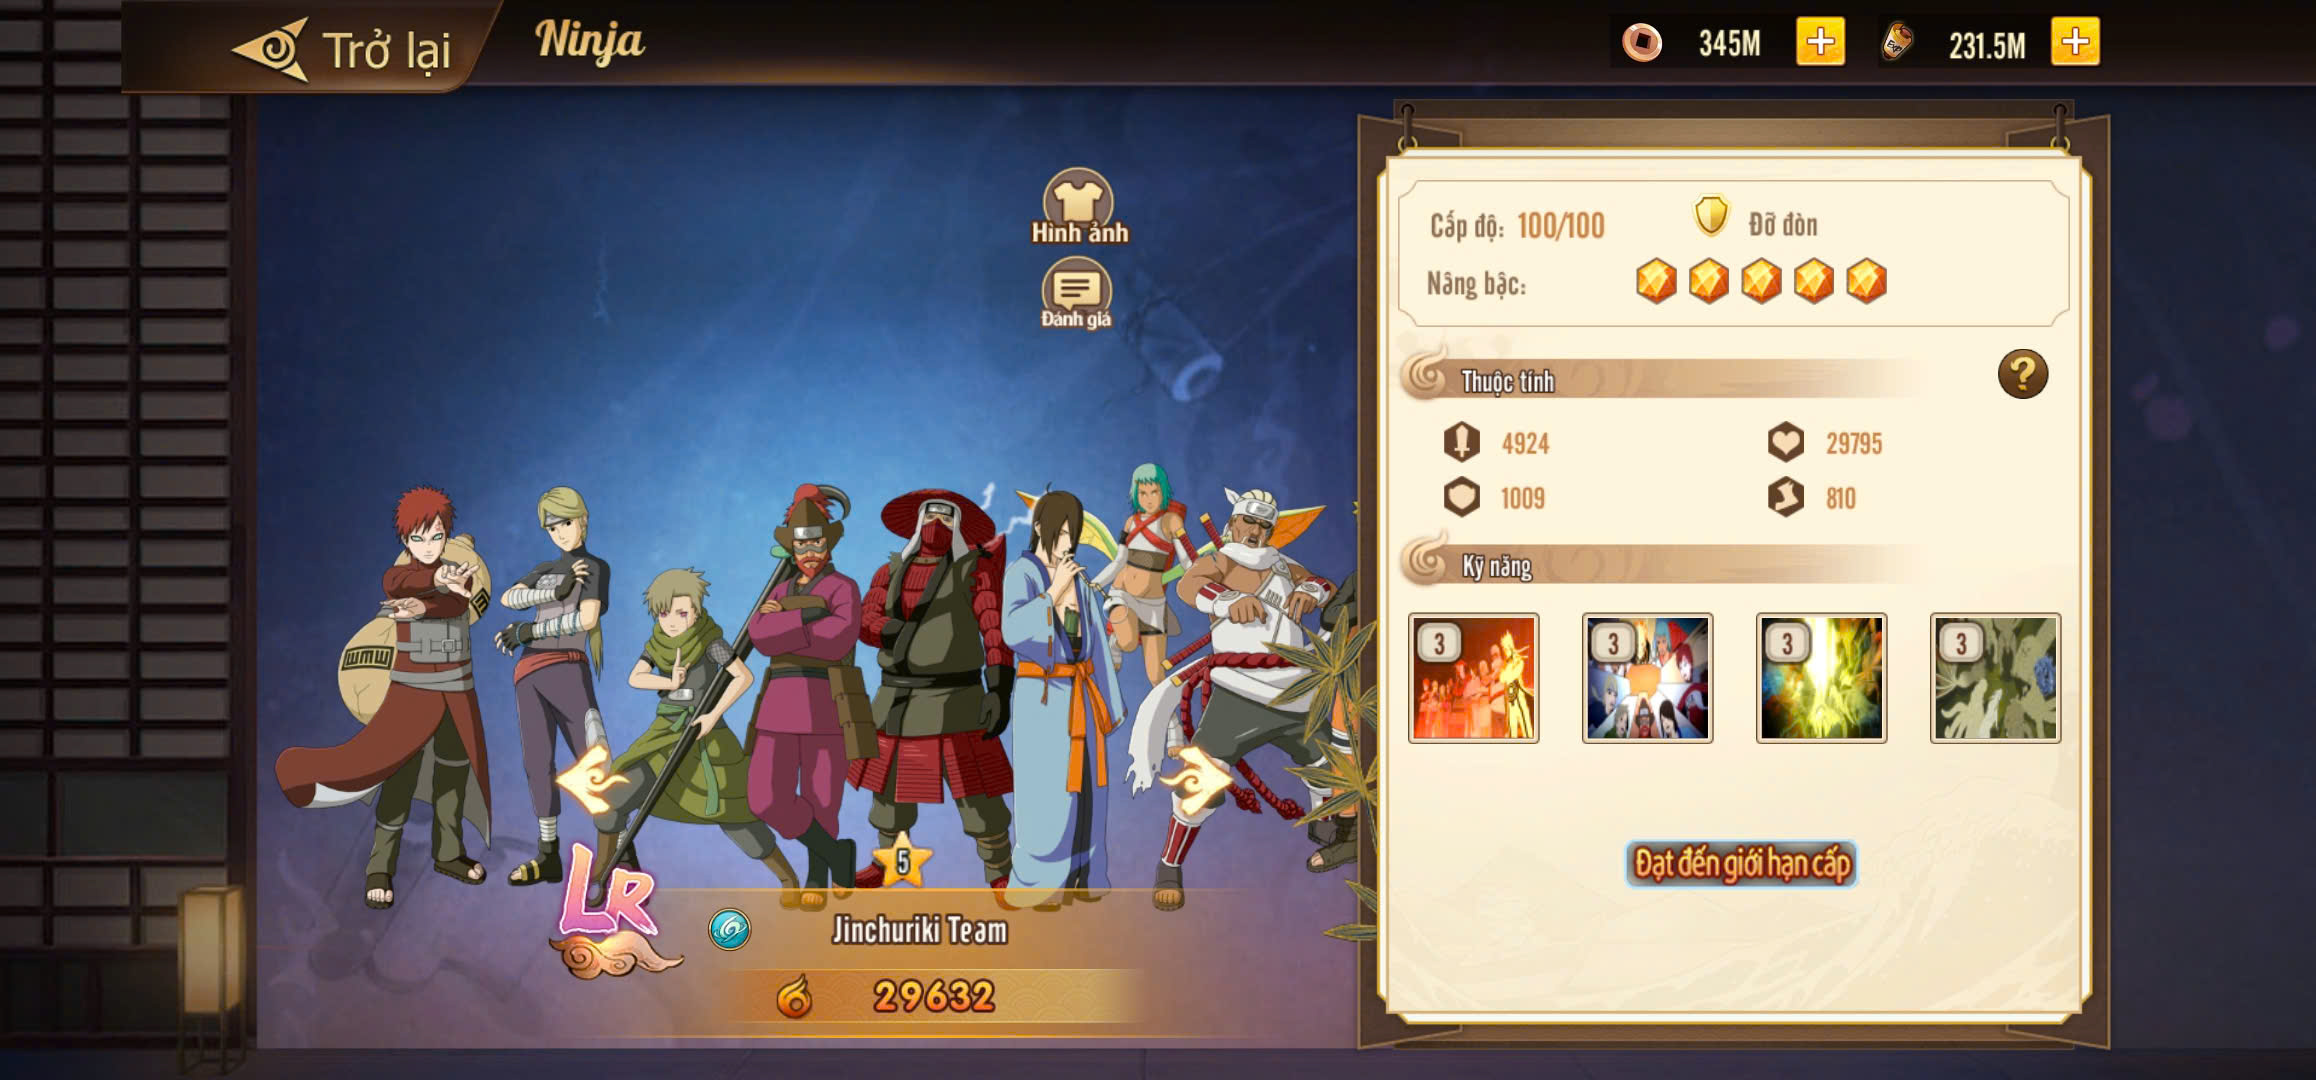 Trở lại
Ninja
345M
231.5M
Hình ảnh
Đánh giá
Cấp độ: 100/100
Đỡ đòn
Nâng bậc:
Thuộc tính
?
4924
29795
1009
810
Kỹ năng
3
3
3
3
Đạt đến giới hạn cấp
5
LR
Jinchuriki Team
29632